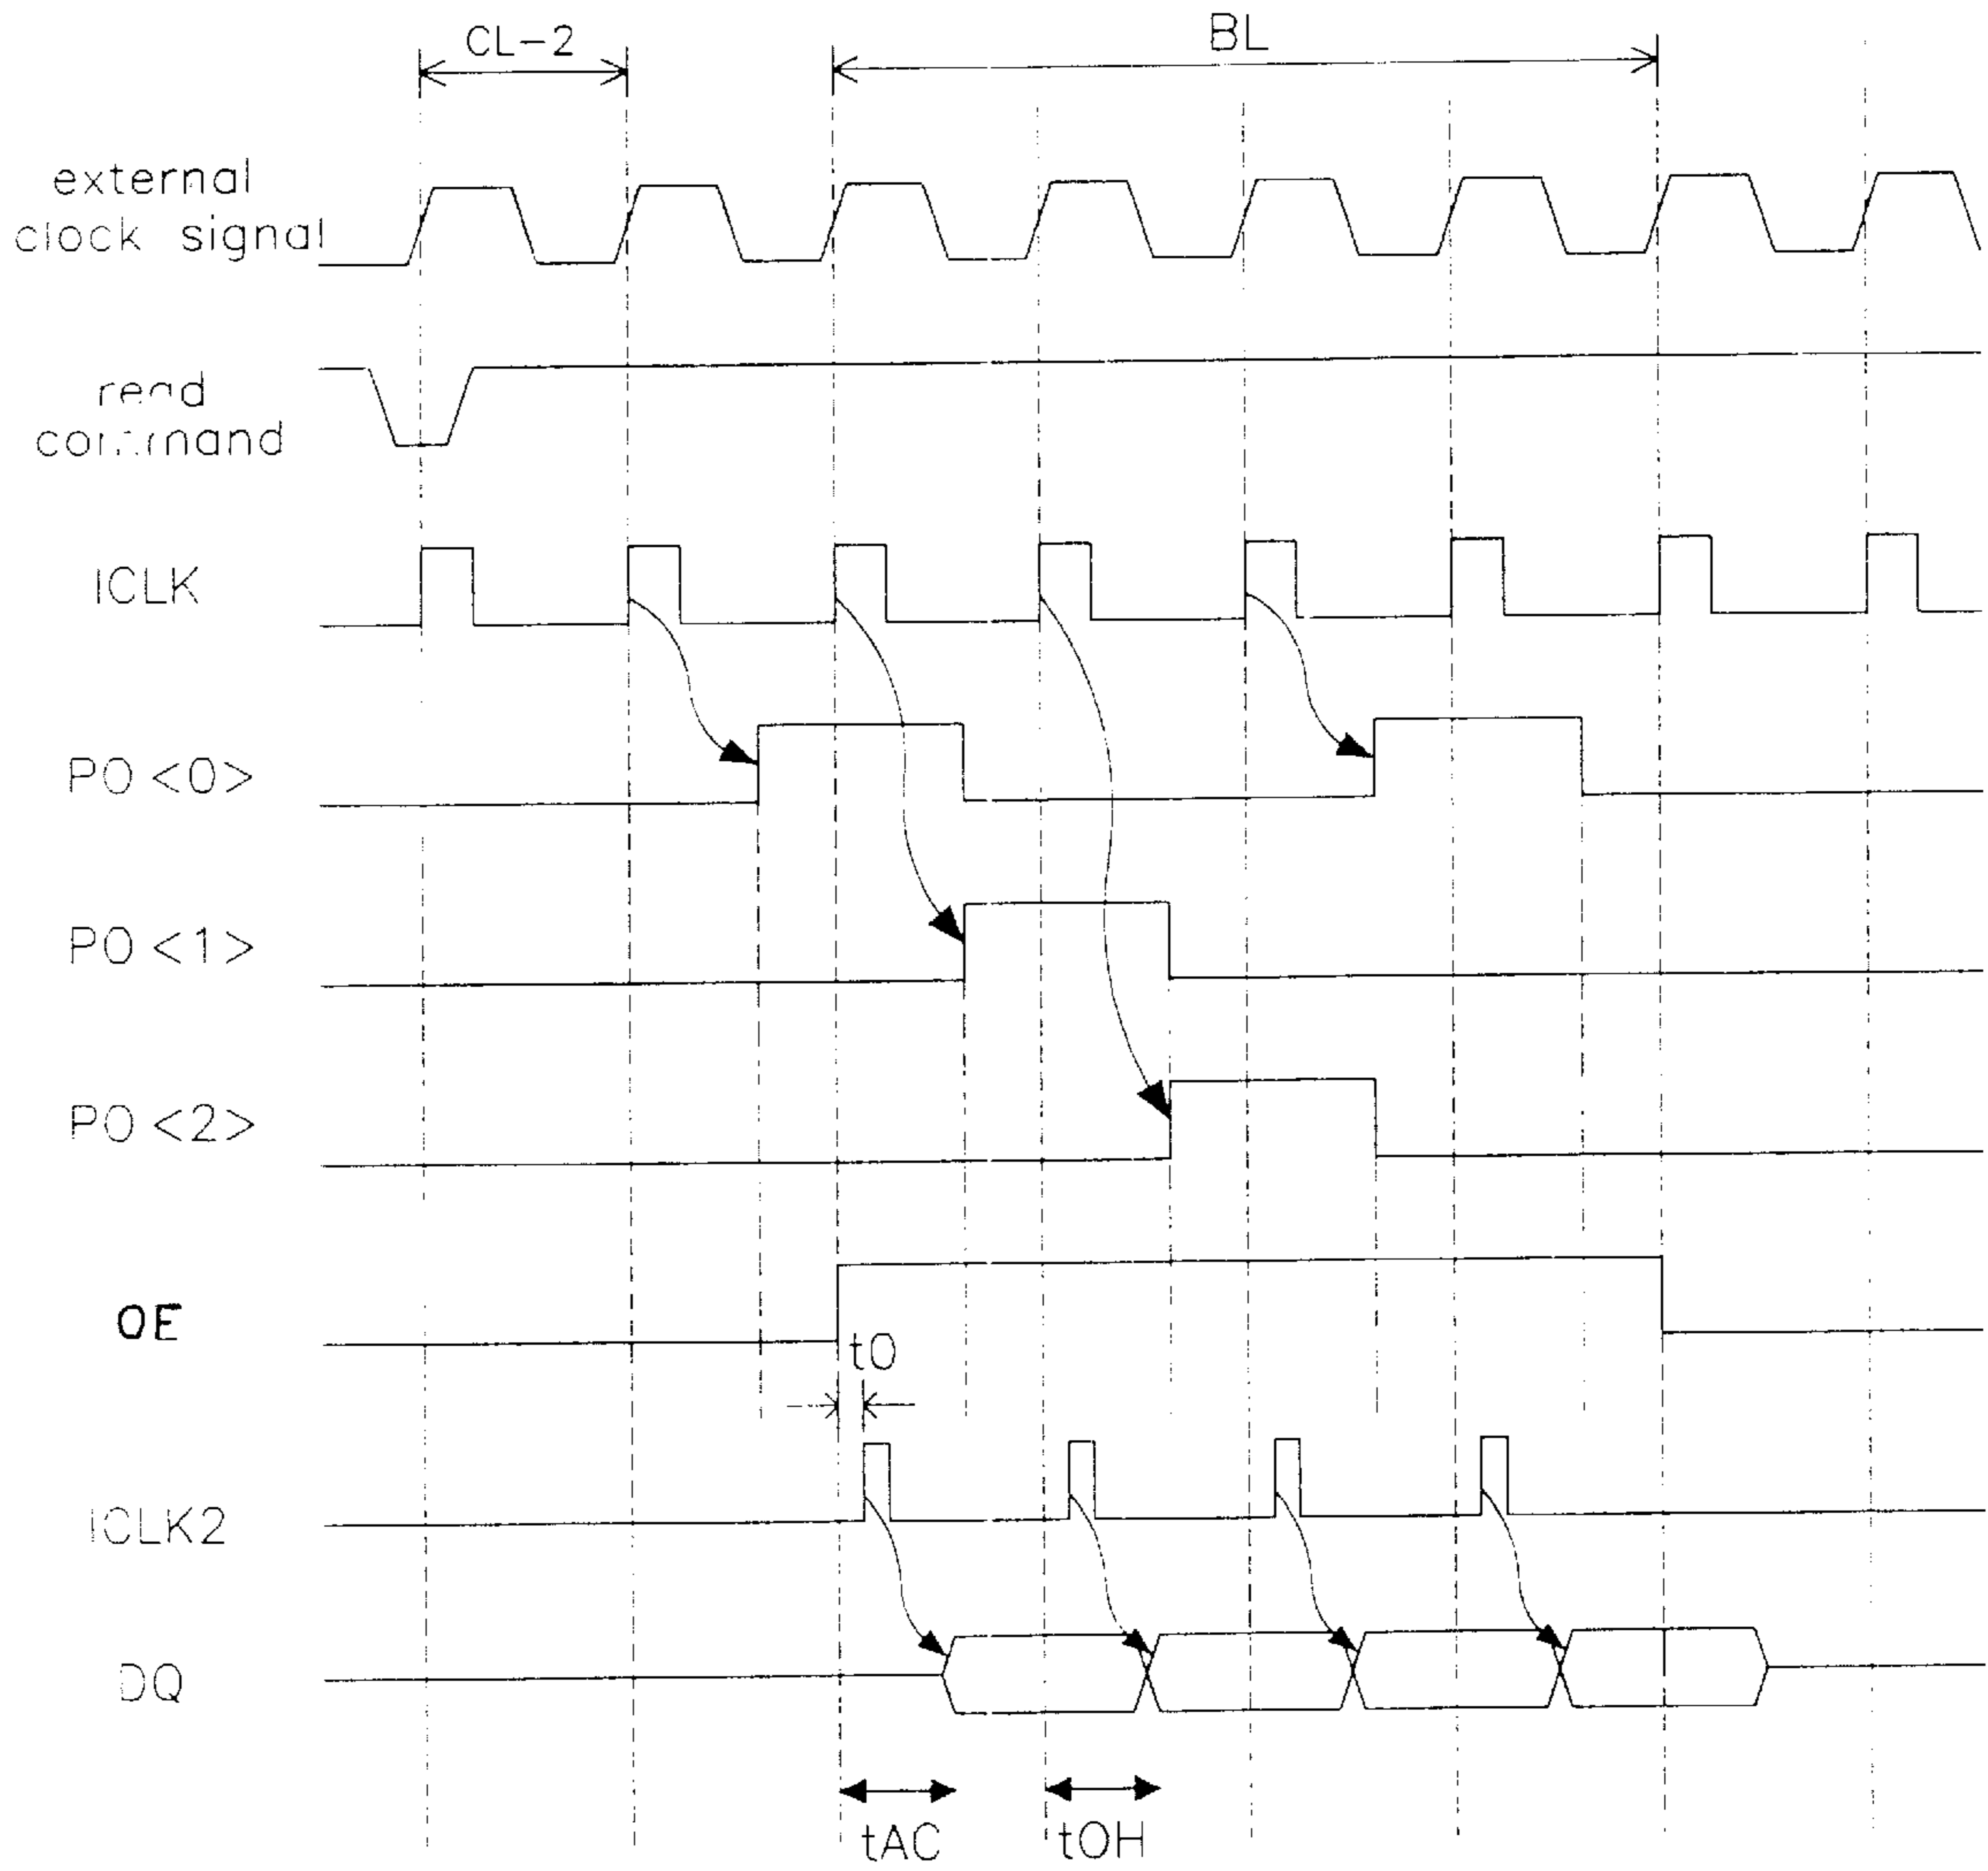 CL-2
BL
external
clock signal
read
command
ICLK
PO<0>
PO<1>
PO<2>
OE
t0
ICLK2
DQ
tAC
tOH